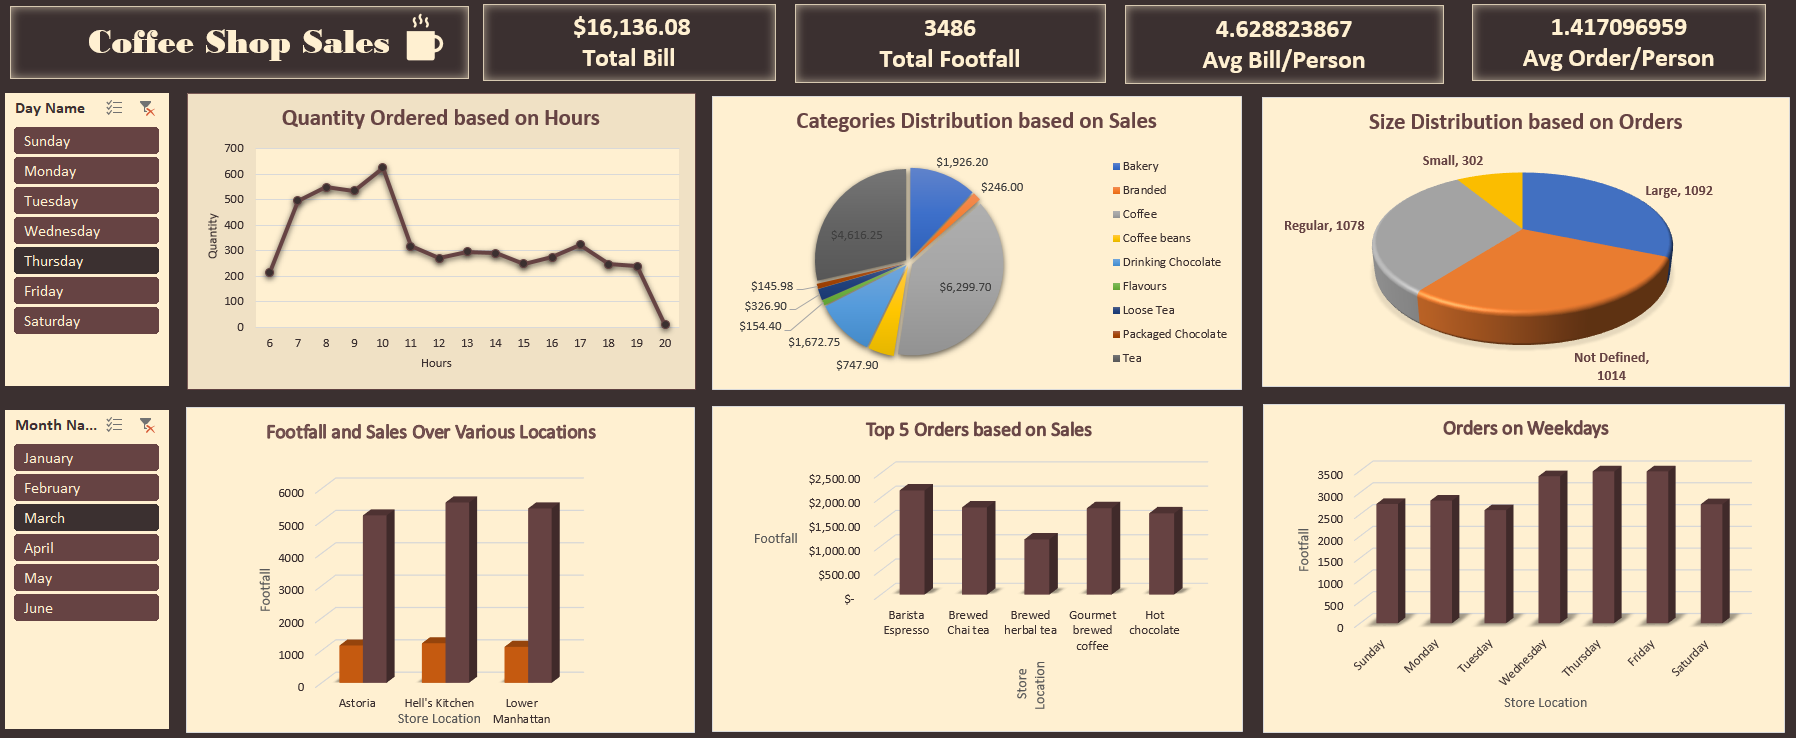 Coffee Shop Sales
$16,136.08
Total Bill
3486
Total Footfall
4.628823867
Avg Bill/Person
1.417096959
Avg Order/Person
Day Name
Sunday
Monday
Tuesday
Wednesday
Thursday
Friday
Saturday
Quantity Ordered based on Hours
700
600
500
400
300
200
100
0
Quantity
6 7 8 9 10 11 12 13 14 15 16 17 18 19 20
Hours
Categories Distribution based on Sales
$1,926.20
$246.00
$6,299.70
$747.90
$1,672.75
$154.40
$326.90
$145.98
$4,616.25
Bakery
Branded
Coffee
Coffee beans
Drinking Chocolate
Flavours
Loose Tea
Packaged Chocolate
Tea
Size Distribution based on Orders
Small, 302
Large, 1092
Regular, 1078
Not Defined,
1014
Month Na...
January
February
March
April
May
June
Footfall and Sales Over Various Locations
6000
5000
4000
3000
2000
1000
0
Footfall
Astoria
Hell's Kitchen
Lower
Manhattan
Store Location
Top 5 Orders based on Sales
$2,500.00
$2,000.00
$1,500.00
$1,000.00
$500.00
$-
Footfall
Barista
Espresso
Brewed
Chai tea
Brewed
herbal tea
Gourmet
brewed
coffee
Hot
chocolate
Store
Location
Orders on Weekdays
3500
3000
2500
2000
1500
1000
500
0
Footfall
Sunday
Monday
Tuesday
Wednesday
Thursday
Friday
Saturday
Store Location